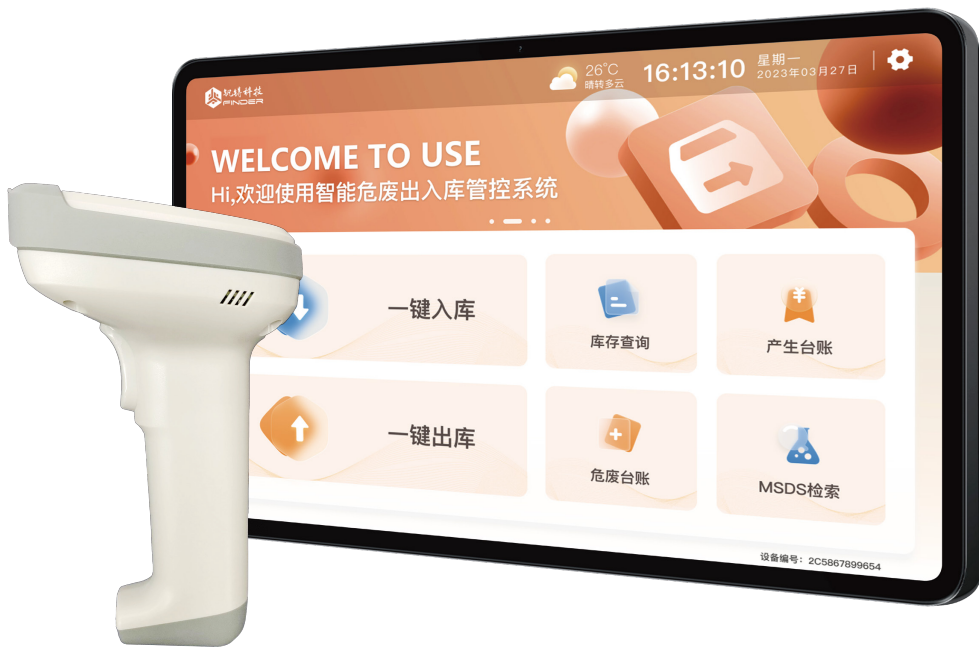 PINDER
26°C
晴转多云
16:13:10
星期一
2023年03月27日
WELCOME TO USE
Hi,欢迎使用智能危废出入库管控系统
一键入库
库存查询
产生台账
一键出库
危废台账
MSDS检索
设备编号：2C5867899654